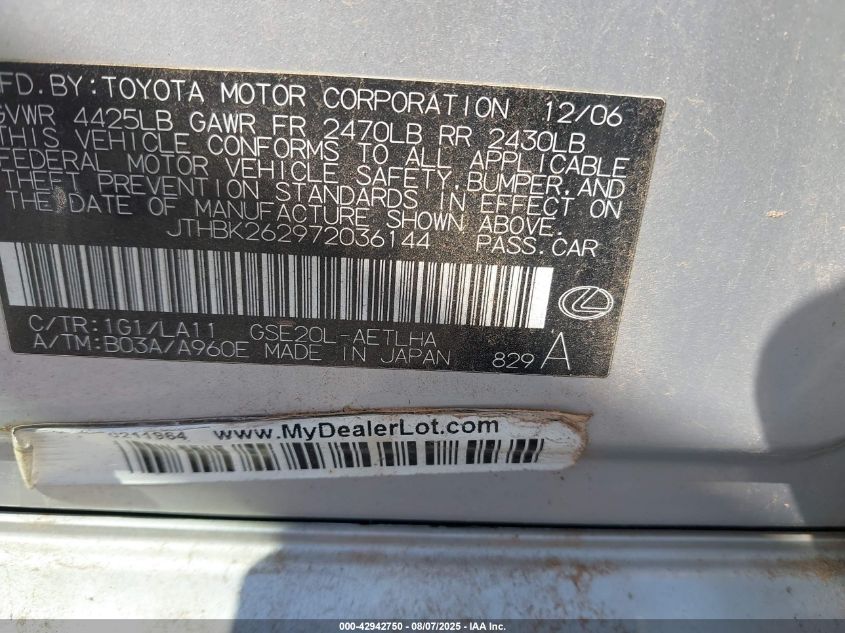 MFD. BY: TOYOTA MOTOR CORPORATION 12/06
GVWR 4425LB GAWR FR 2470LB RR 2430LB
THIS VEHICLE CONFORMS TO ALL APPLICABLE
FEDERAL MOTOR VEHICLE SAFETY, BUMPER, AND
THEFT PREVENTION STANDARDS IN EFFECT ON
THE DATE OF MANUFACTURE SHOWN ABOVE.
JTHBK262972036144 PASS. CAR
C/TR: 1G1/LA11 GSE20L-AETLHA
A/TM: B03A/A960E MADE IN JAPAN 829 A
0211964 www.MyDealerLot.com
000-42942750 - 08/07/2025 - IAA Inc.